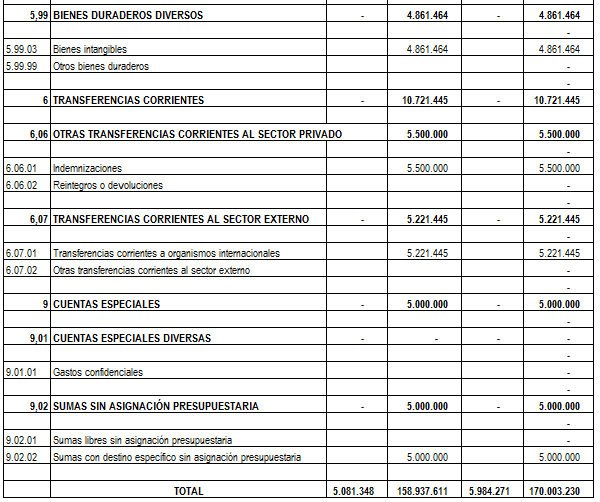 5,99 BIENES DURADEROS DIVERSOS - 4.861.464 - 4.861.464
-
5.99.03 Bienes intangibles 4.861.464 4.861.464
5.99.99 Otros bienes duraderos -
-
6 TRANSFERENCIAS CORRIENTES - 10.721.445 - 10.721.445
6,06 OTRAS TRANSFERENCIAS CORRIENTES AL SECTOR PRIVADO 5.500.000 5.500.000
-
6.06.01 Indemnizaciones 5.500.000 5.500.000
6.06.02 Reintegros o devoluciones -
-
6,07 TRANSFERENCIAS CORRIENTES AL SECTOR EXTERNO - 5.221.445 - 5.221.445
-
6.07.01 Transferencias corrientes a organismos internacionales 5.221.445 5.221.445
6.07.02 Otras transferencias corrientes al sector externo -
-
9 CUENTAS ESPECIALES - 5.000.000 - 5.000.000
-
9,01 CUENTAS ESPECIALES DIVERSAS - - - -
-
9.01.01 Gastos confidenciales -
-
9,02 SUMAS SIN ASIGNACIÓN PRESUPUESTARIA - 5.000.000 - 5.000.000
-
9.02.01 Sumas libres sin asignación presupuestaria -
9.02.02 Sumas con destino específico sin asignación presupuestaria 5.000.000 5.000.000
TOTAL 5.081.348 158.937.611 5.984.271 170.003.230